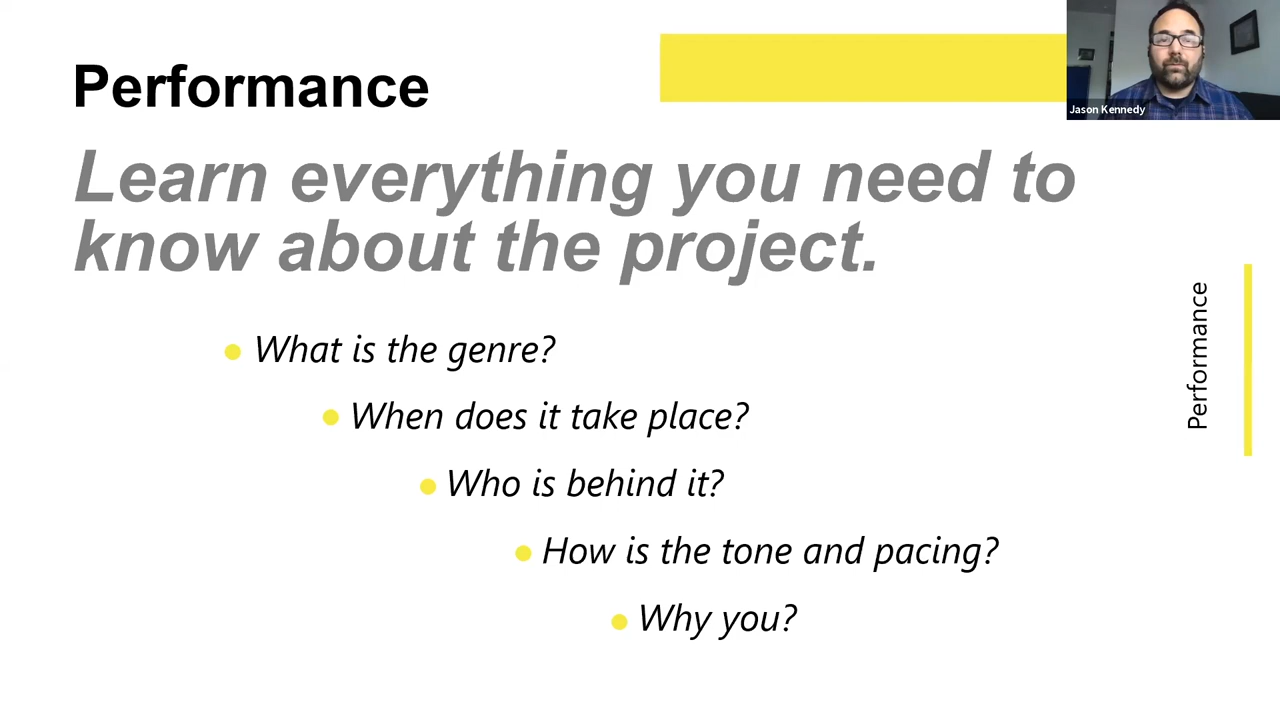 Performance
Jason Kennedy
Learn everything you need to
know about the project.
What is the genre?
When does it take place?
Who is behind it?
How is the tone and pacing?
Why you?
Performance